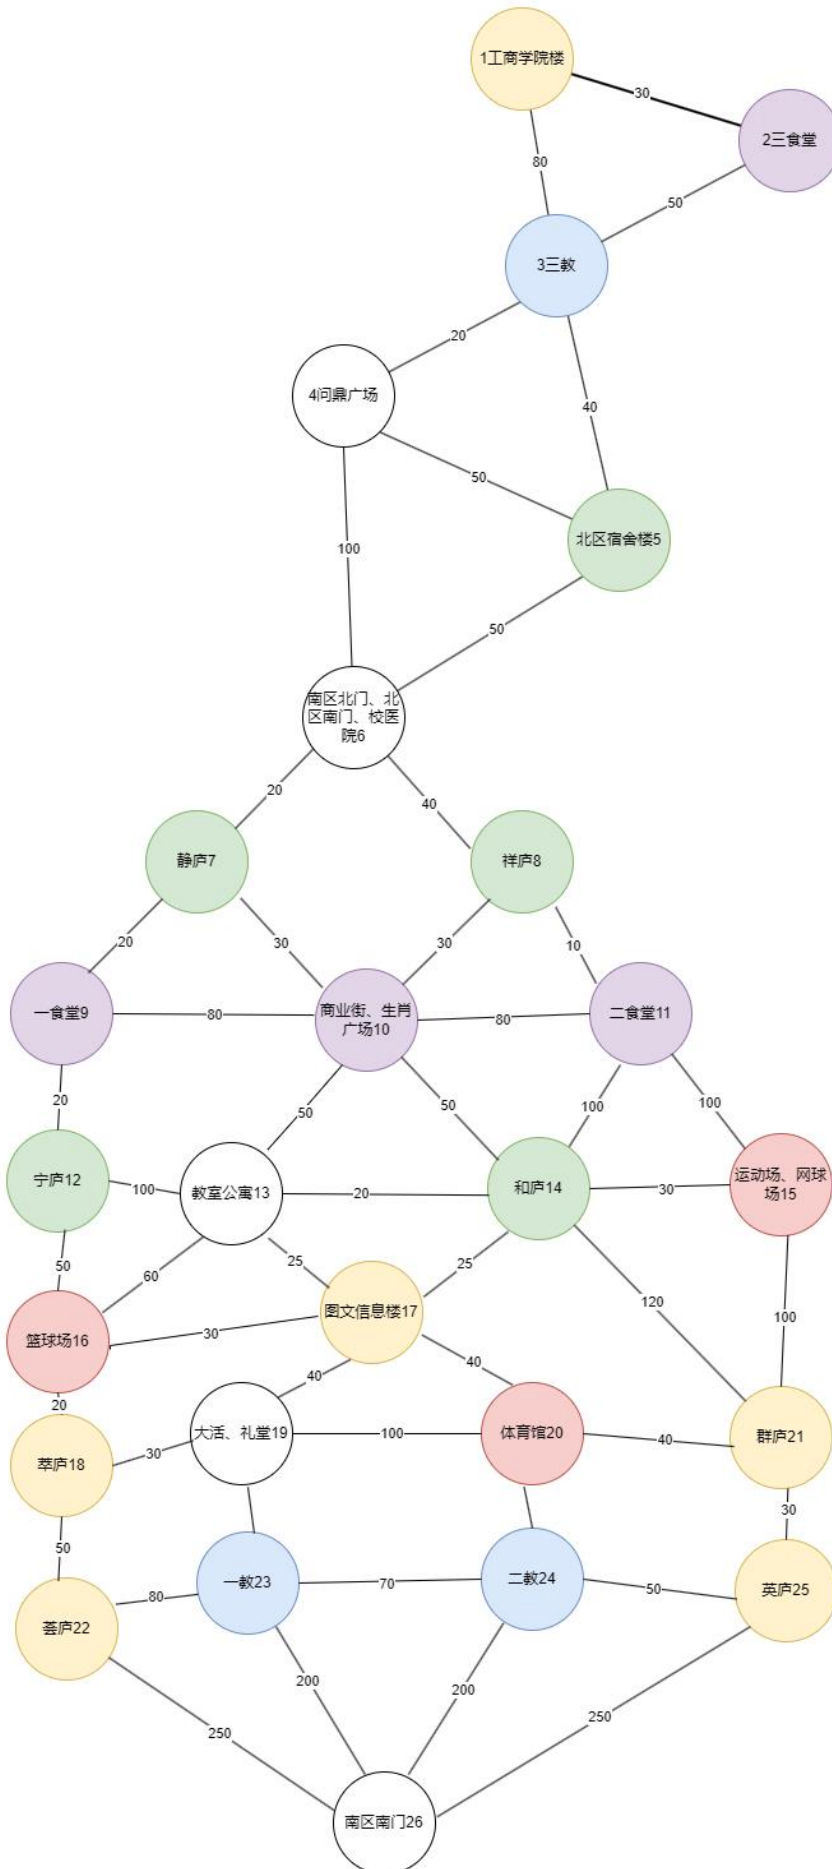 1工商学院楼
30
2三食堂
80
50
3三教
20
4问鼎广场
40
50
北区宿舍楼5
100
50
南区北门、北
区南门、校医
院6
20
40
静庐7
祥庐8
20
30
30
10
一食堂9
80
商业街、生肖
广场10
80
二食堂11
20
50
50
100
100
宁庐12
100
教室公寓13
20
和庐14
30
运动场、网球
场15
50
60
25
25
120
100
篮球场16
30
图文信息楼17
20
40
40
大活、礼堂19
100
体育馆20
40
群庐21
萃庐18
30
50
30
一教23
70
二教24
50
英庐25
80
荟庐22
200
200
250
250
南区南门26